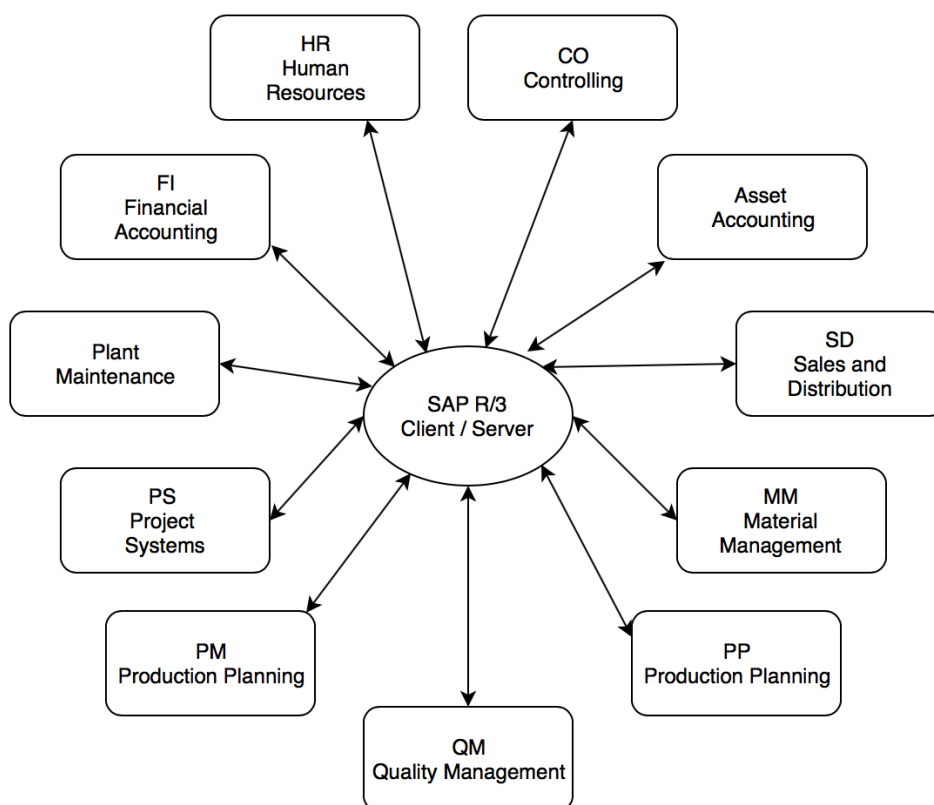 HR
Human
Resources
CO
Controlling
FI
Financial
Accounting
Asset
Accounting
Plant
Maintenance
SD
Sales and
Distribution
SAP R/3
Client / Server
PS
Project
Systems
MM
Material
Management
PM
Production Planning
PP
Production Planning
QM
Quality Management